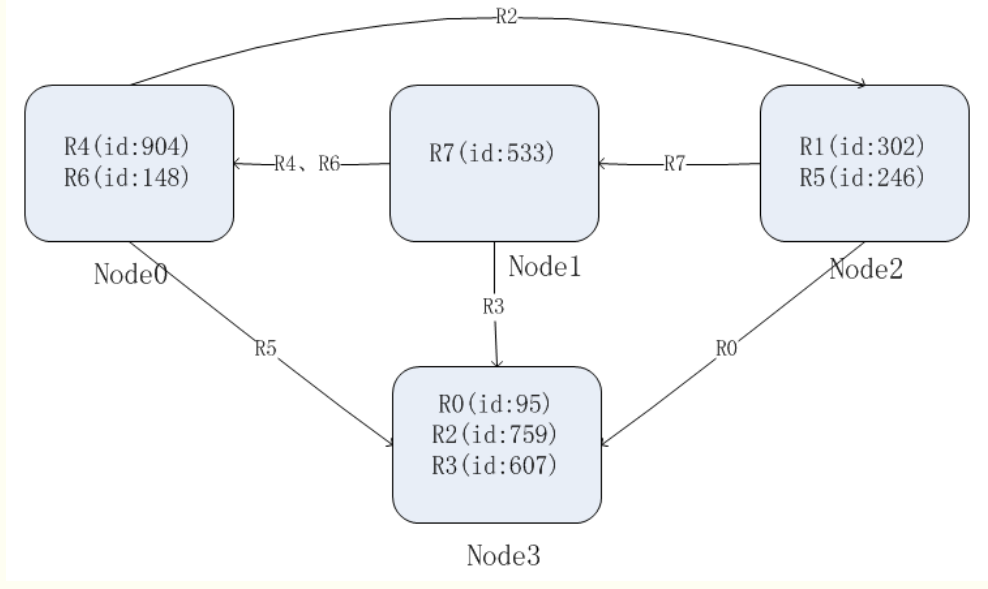 R2
R4(id:904)
R6(id:148)
R4、R6
R7(id:533)
R7
R1(id:302)
R5(id:246)
Node0
Node1
Node2
R5
R3
R0
R0(id:95)
R2(id:759)
R3(id:607)
Node3